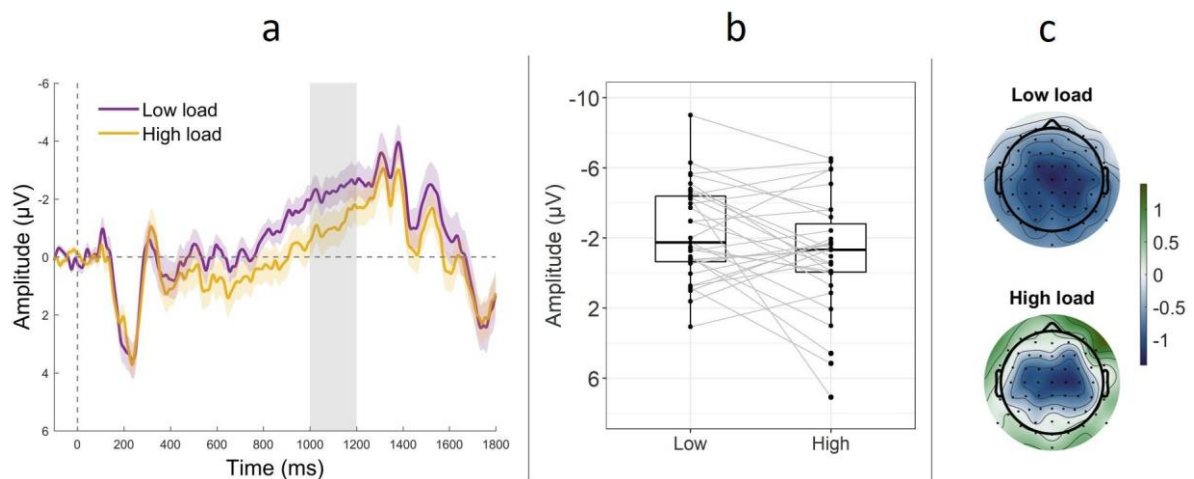 a
-6
-4
-2
0
2
4
6
Amplitude (µV)
Low load
High load
0
200
400
600
800
1000
1200
1400
1600
1800
Time (ms)
b
-10
-6
-2
2
6
Amplitude (µV)
Low
High
c
Low load
High load
1
0.5
0
-0.5
-1